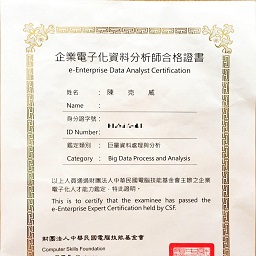 企業電子化資料分析師合格證書
e-Enterprise Data Analyst Certification
姓名 : 陳克威
Name :
身分證字號 :
ID Number :
鑑定類別 : 巨量資料處理與分析
Category : Big Data Process and Analysis
以上人員通過財團法人中華民國電腦技能基金會主辦之企業
電子化人才能力鑑定，特此證明。
This is to certify that the examinee has passed the
e-Enterprise Expert Certification held by CSF.
財團法人中華民國電腦技能基金會
Computer Skills Foundation